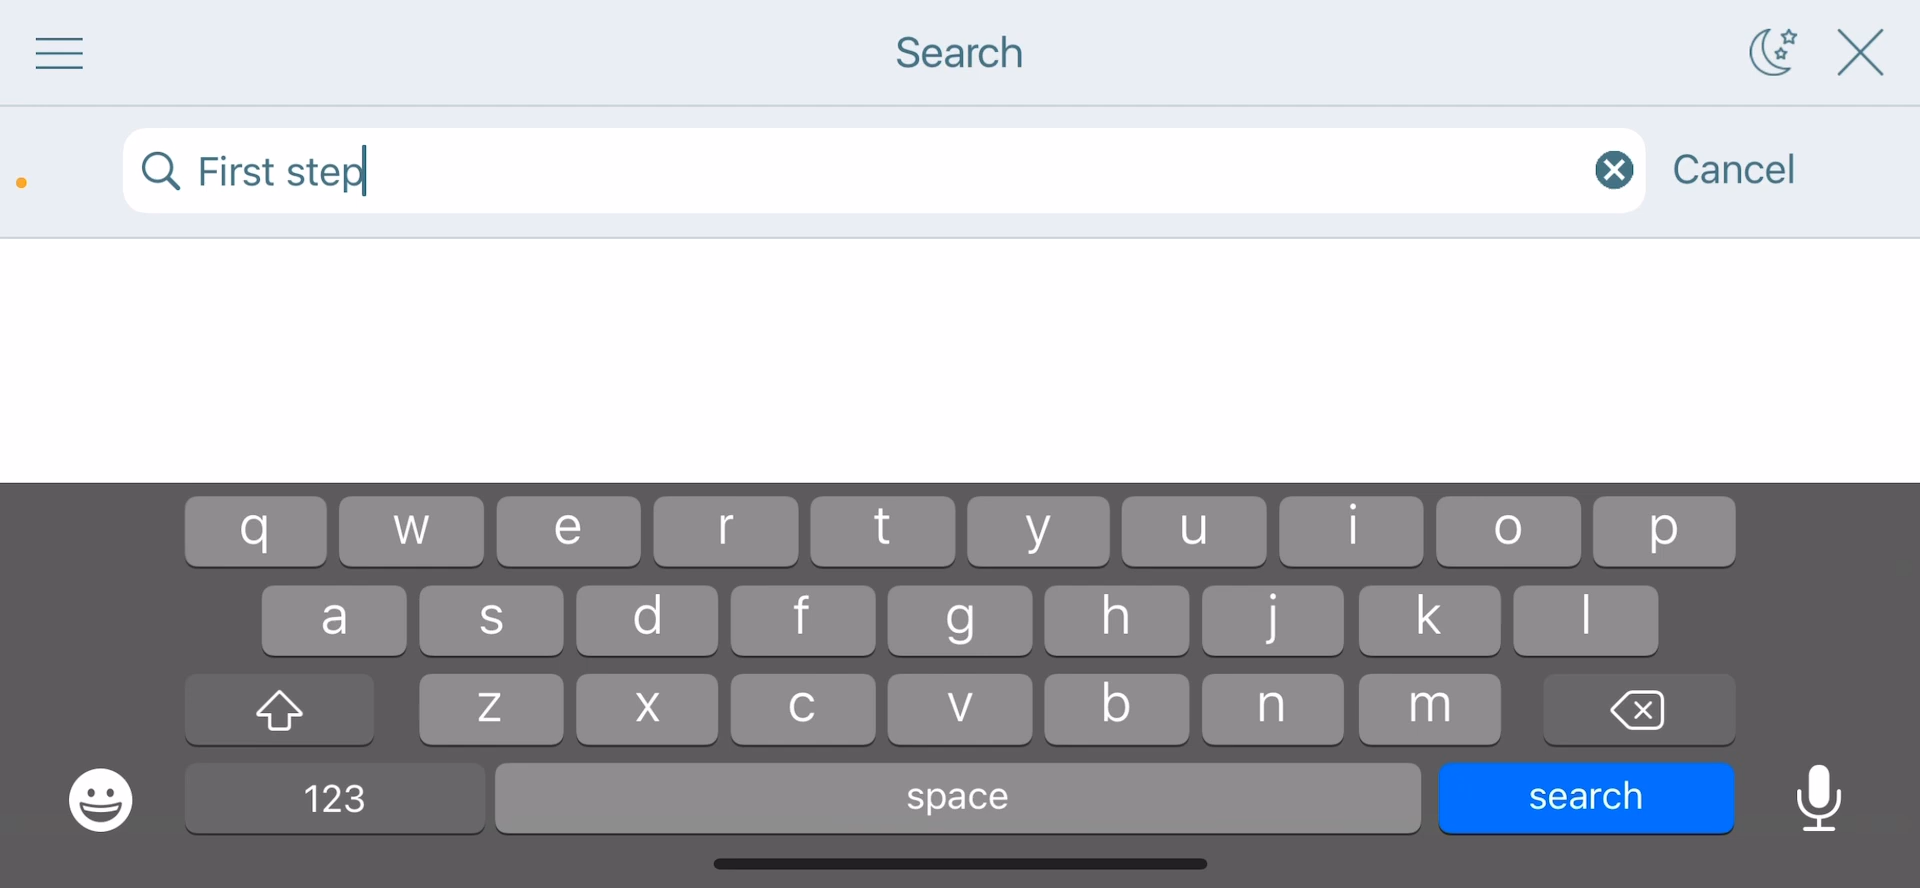 Search
First step
Cancel
q w e r t y u i o p
a s d f g h j k l
z x c v b n m
123 space search